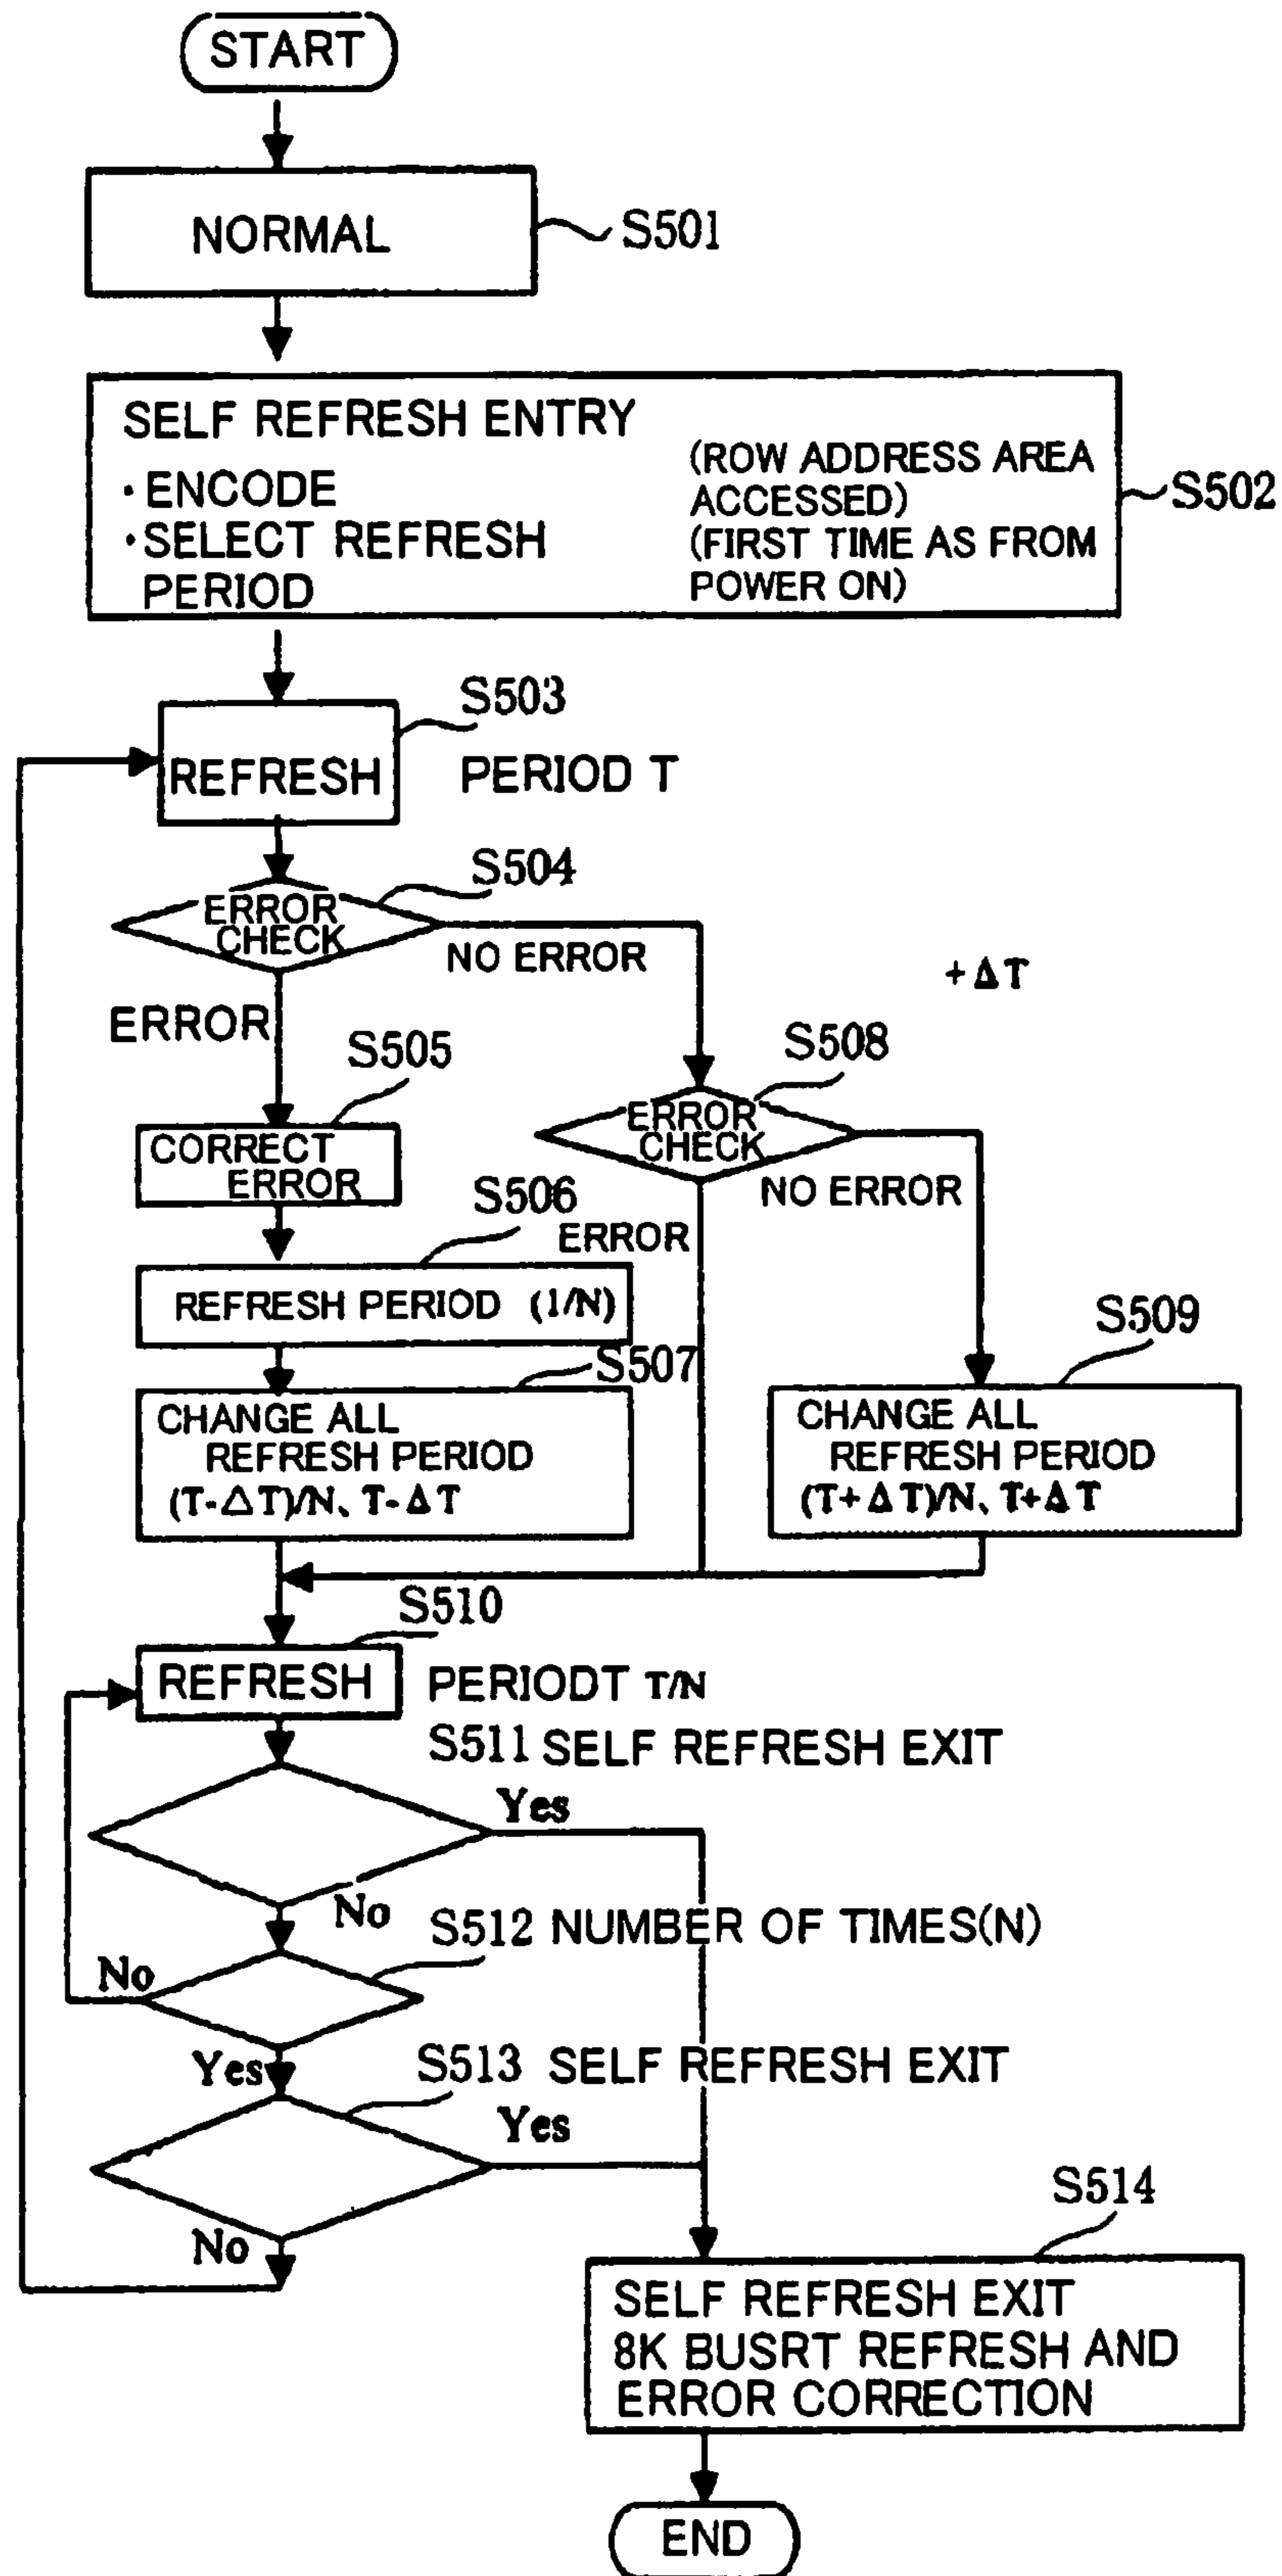 START
NORMAL
S501
SELF REFRESH ENTRY
・ENCODE
(ROW ADDRESS AREA
ACCESSED)
・SELECT REFRESH
PERIOD
(FIRST TIME AS FROM
POWER ON)
S502
S503
REFRESH
PERIOD T
S504
ERROR
CHECK
NO ERROR
ERROR
+ΔT
S505
CORRECT
ERROR
S508
ERROR
CHECK
NO ERROR
ERROR
S506
REFRESH PERIOD (1/N)
S507
CHANGE ALL
REFRESH PERIOD
(T-ΔT)/N、T-ΔT
S509
CHANGE ALL
REFRESH PERIOD
(T+ΔT)/N、T+ΔT
S510
REFRESH
PERIODT T/N
S511 SELF REFRESH EXIT
Yes
No
S512 NUMBER OF TIMES(N)
No
Yes
S513 SELF REFRESH EXIT
Yes
No
S514
SELF REFRESH EXIT
8K BUSRT REFRESH AND
ERROR CORRECTION
END